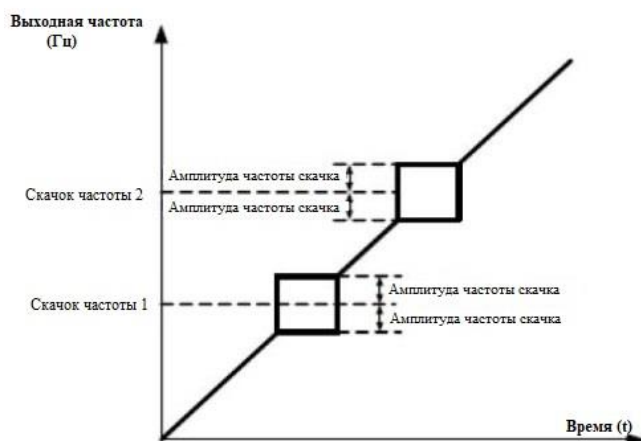 Выходная частота
(Гц)
Амплитуда частоты скачка
Скачок частоты 2
Амплитуда частоты скачка
Амплитуда частоты скачка
Скачок частоты 1
Амплитуда частоты скачка
Время (t)